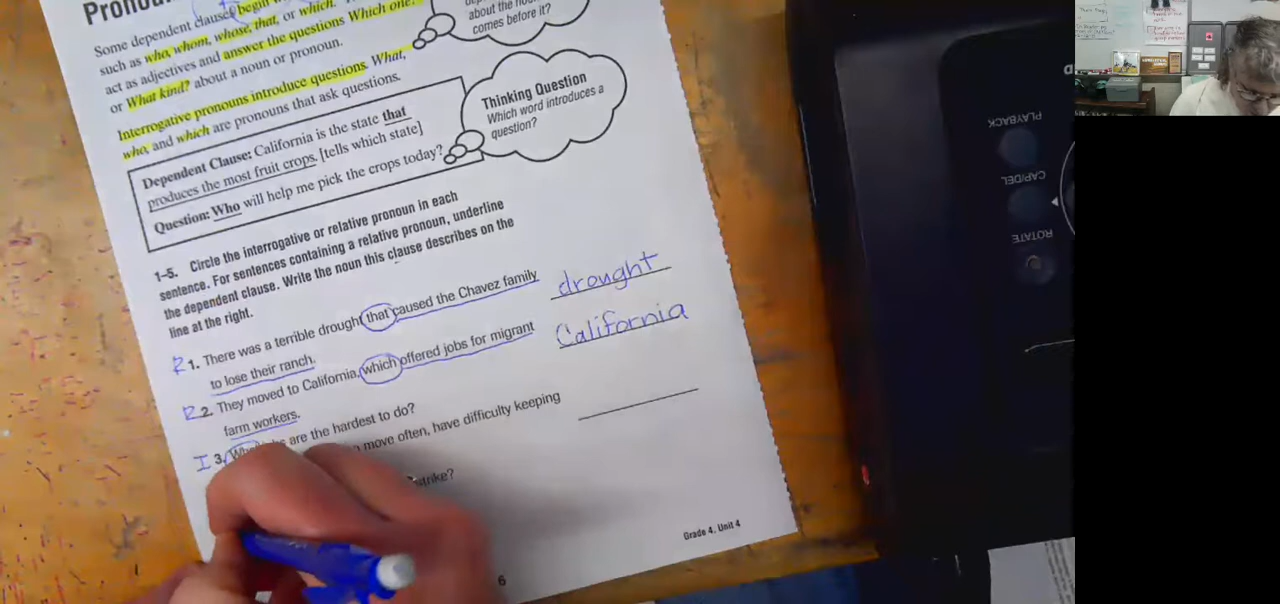 Some dependent clauses begin
such as who, whom, whose, that, or which.
act as adjectives and answer the questions Which one?
or What kind? about a noun or pronoun.
Interrogative pronouns introduce questions. What,
who, and which are pronouns that ask questions.
about the
comes before it?
Thinking Question
Which word introduces a
question?
Dependent Clause: California is the state that
produces the most fruit crops. [tells which state]
Question: Who will help me pick the crops today?
1–5. Circle the interrogative or relative pronoun in each
sentence. For sentences containing a relative pronoun, underline
the dependent clause. Write the noun this clause describes on the
line at the right.
R 1. There was a terrible drought that caused the Chavez family
to lose their ranch.
drought
R 2. They moved to California, which offered jobs for migrant
farm workers.
California
I 3. are the hardest to do?
move often, have difficulty keeping
strike?
Grade 4, Unit 4
6
PLAYBACK
CAP/DEL
ROTATE